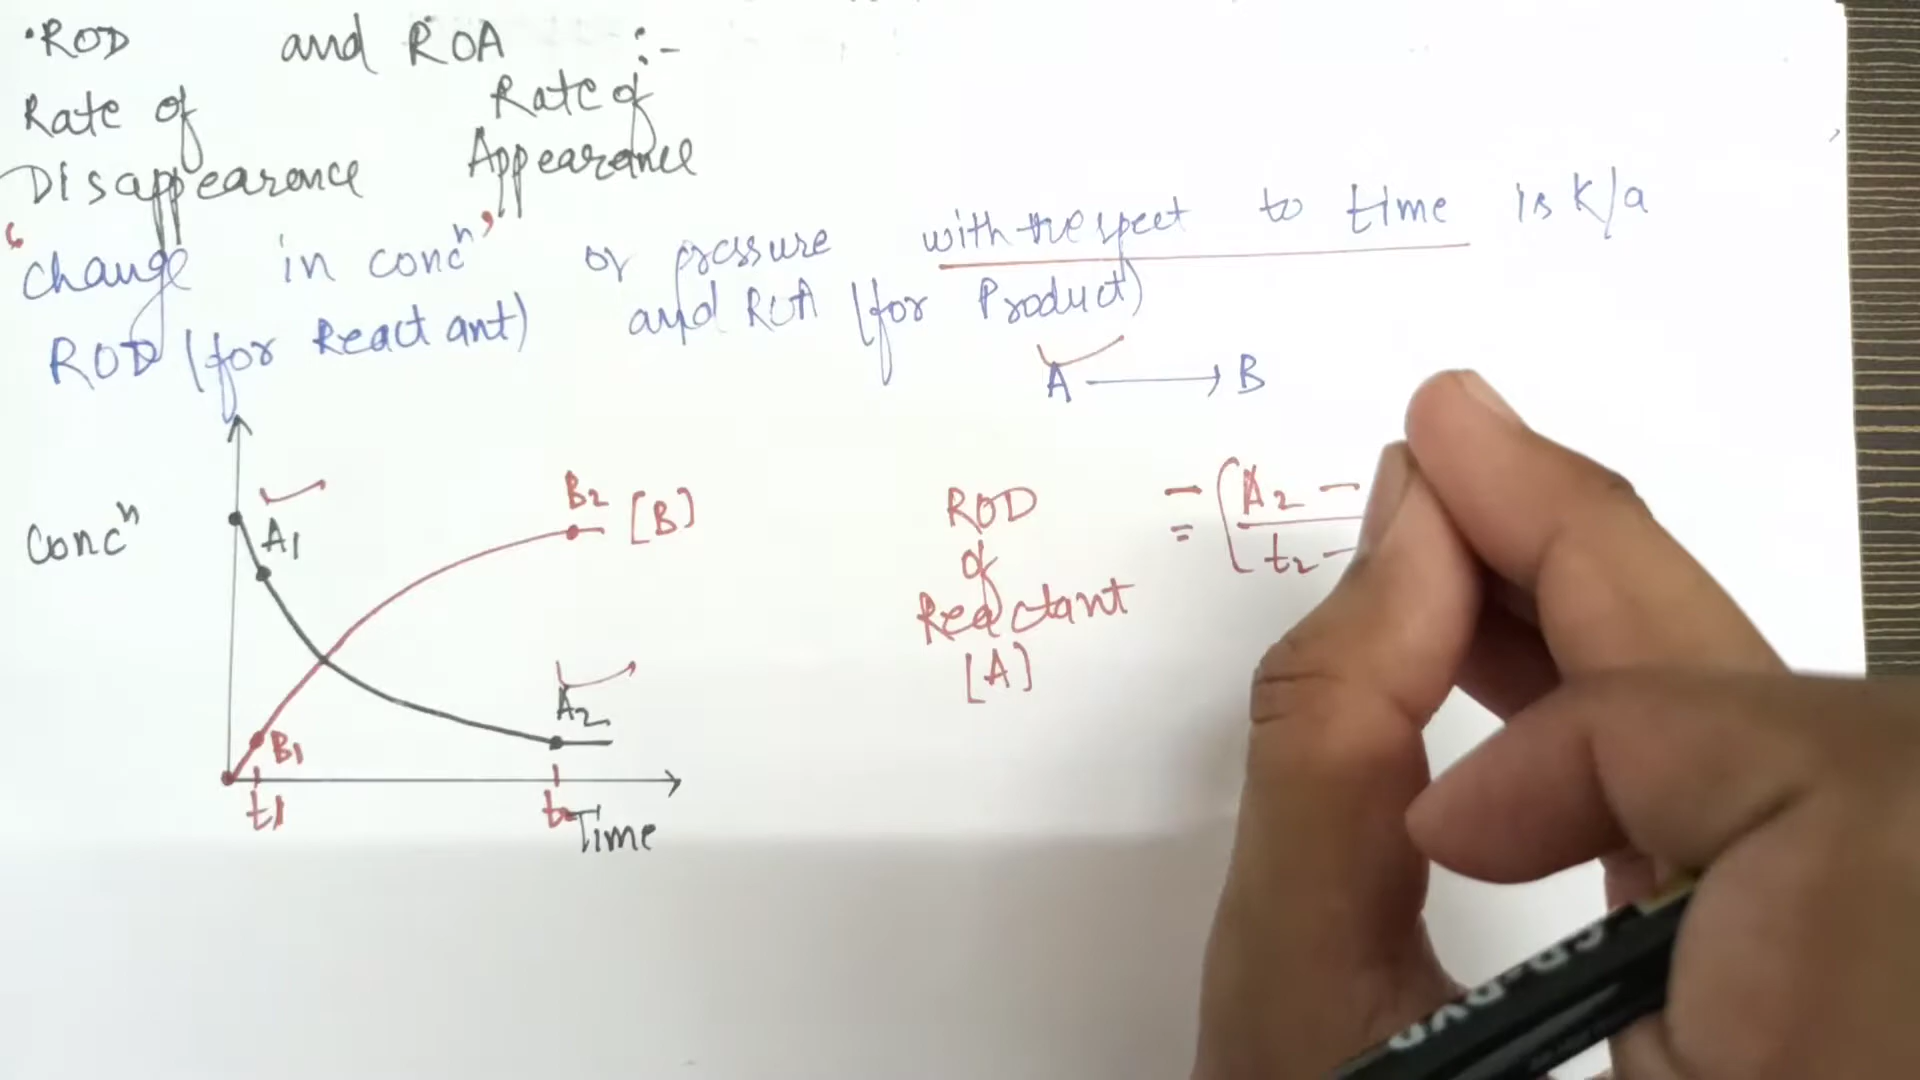 ·ROD and ROA :-
Rate of Rate of
Disappearence Appearance
"change in concⁿ" or pressure with respect to time is k/a
ROD (for Reactant) and ROA (for Product)
A → B
Concⁿ
A1
B2 [B]
A2
B1
t1 t2
Time
ROD
of
Reactant
[A]
= - (A2 -
t2 -